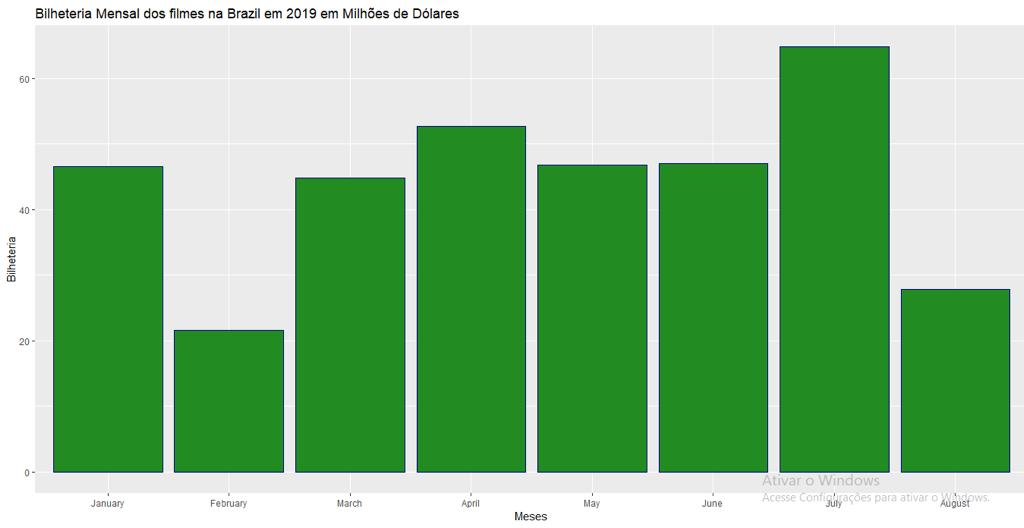 Bilheteria Mensal dos filmes na Brazil em 2019 em Milhões de Dólares
60
40
20
0
Bilheteria
January February March April May June July August
Meses
Ativar o Windows
Acesse Configurações para ativar o Windows.